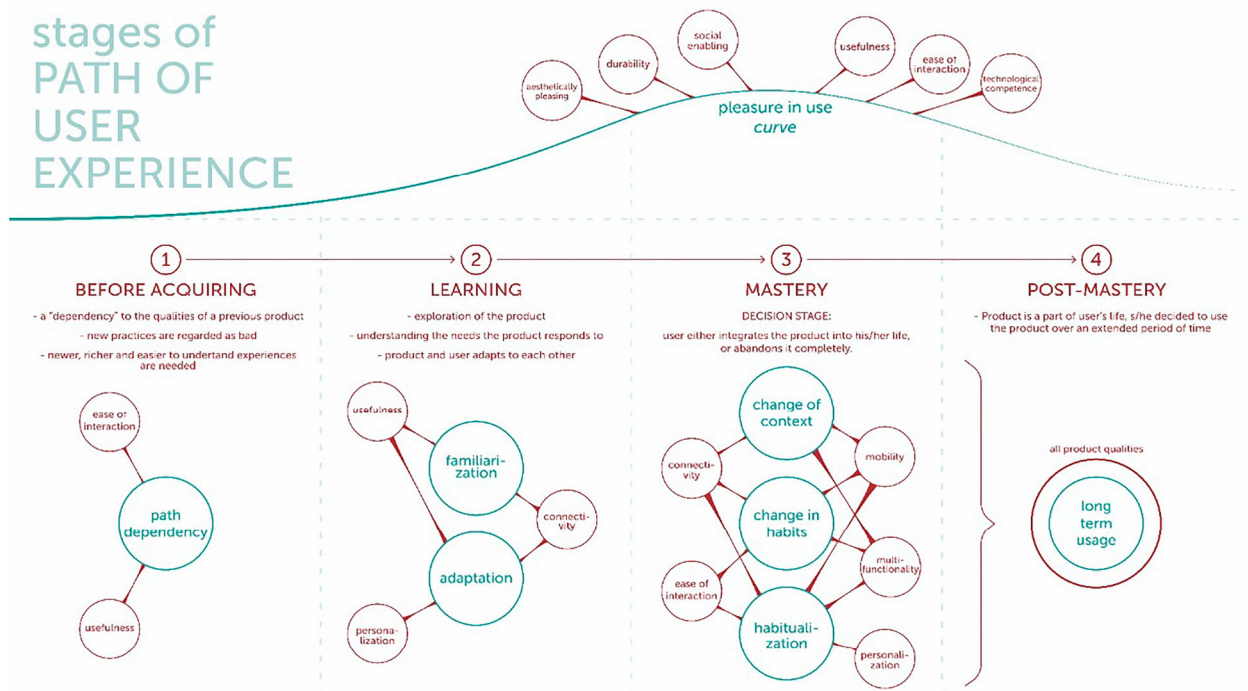 stages of
PATH OF
USER
EXPERIENCE
aesthetically
pleasing
durability
social
enabling
usefulness
ease of
interaction
technological
competence
pleasure in use
curve
1
BEFORE ACQUIRING
- a "dependency" to the qualities of a previous product
- new practices are regarded as bad
- newer, richer and easier to undertand experiences
are needed
ease of
interaction
path
dependency
usefulness
2
LEARNING
- exploration of the product
- understanding the needs the product responds to
- product and user adapts to each other
usefulness
familiari-
zation
connecti-
vity
adaptation
persona-
lization
3
MASTERY
DECISION STAGE:
user either integrates the product into his/her life,
or abandons it completely.
change of
context
connecti-
vity
mobility
change in
habits
ease of
interaction
multi-
functionality
habituali-
zation
personali-
zation
4
POST-MASTERY
- Product is a part of user's life, s/he decided to use
the product over an extended period of time
all product qualities
long
term
usage